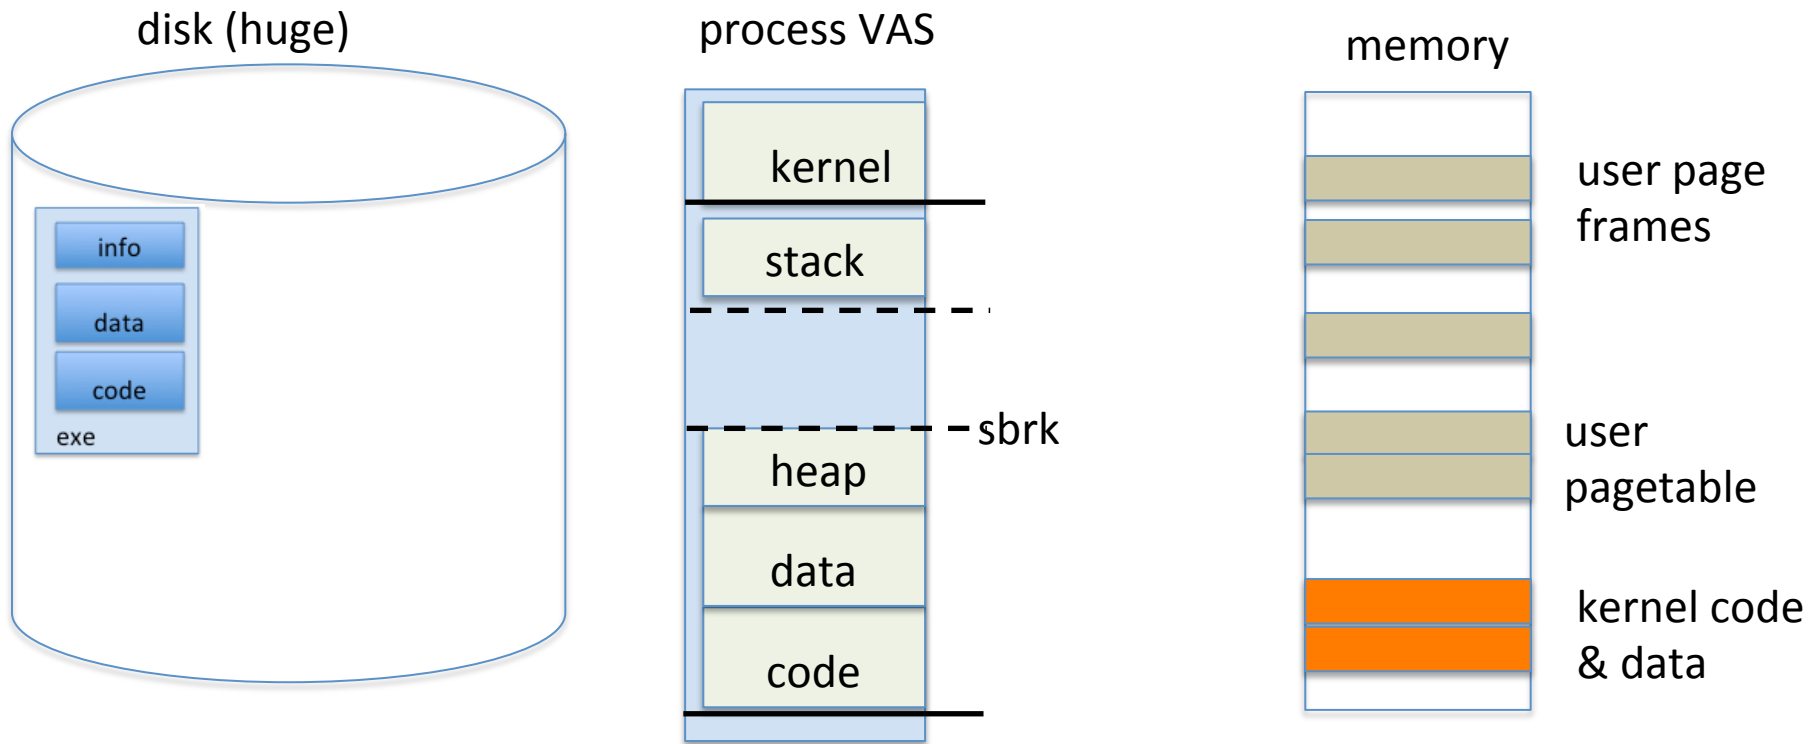 disk (huge)
info
data
code
exe
process VAS
kernel
stack
sbrk
heap
data
code
memory
user page
frames
user
pagetable
kernel code
& data